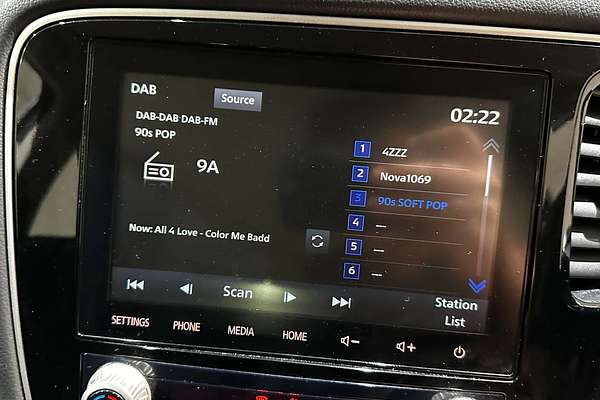 DAB
Source
02:22
DAB-DAB·DAB-FM
90s POP
9A
1 4ZZZ
2 Nova1069
3 90s SOFT POP
4 —
5 —
6 —
Now: All 4 Love - Color Me Badd
Scan
Station
List
SETTINGS
PHONE
MEDIA
HOME